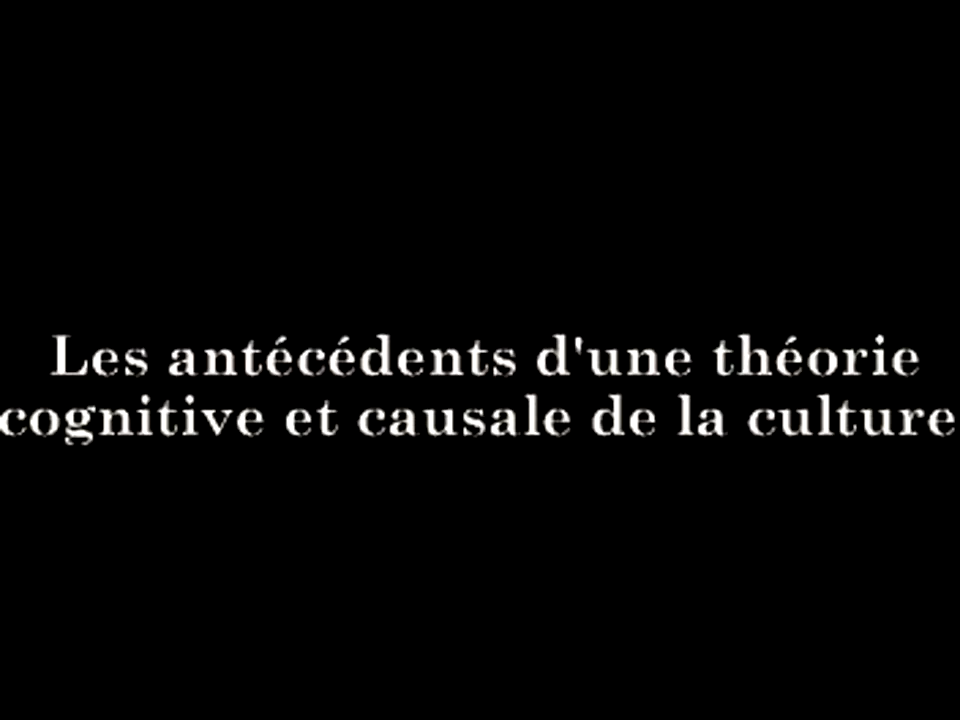 Les antécédents d'une théorie
cognitive et causale de la culture